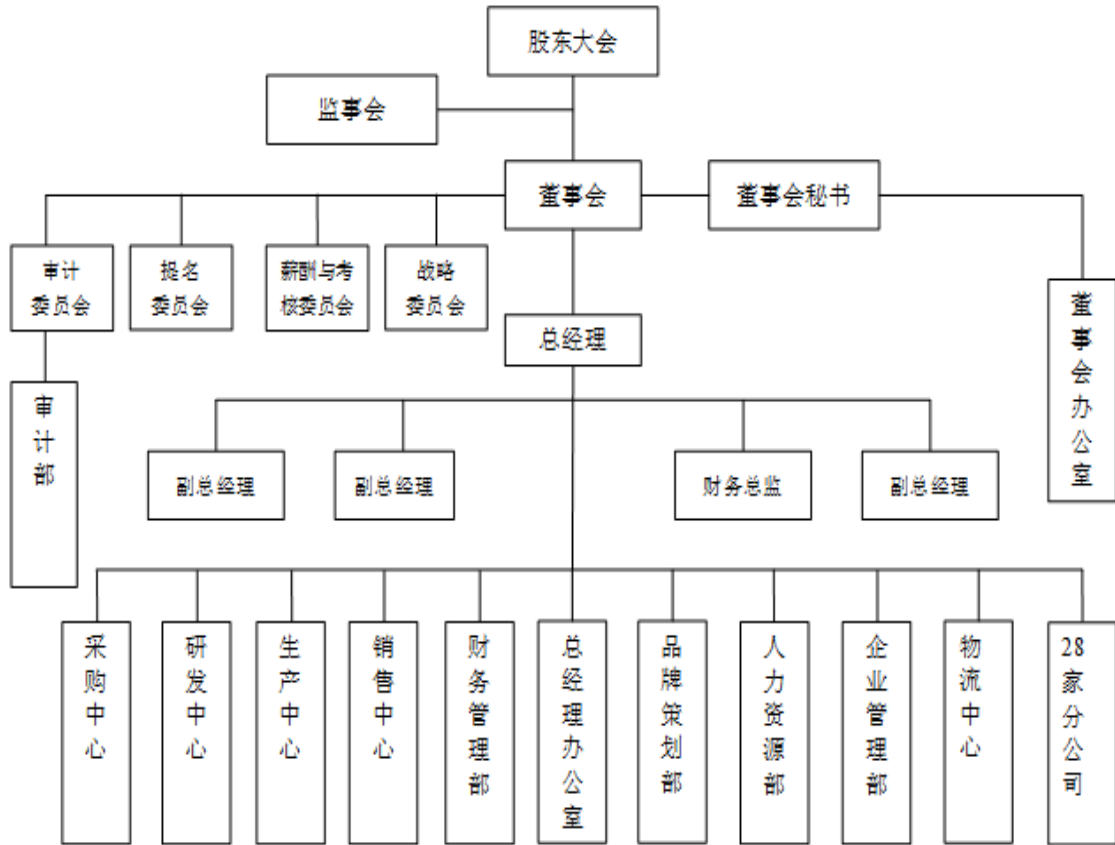 股东大会
监事会
董事会
董事会秘书
审计
委员会
提名
委员会
薪酬与考
核委员会
战略
委员会
董事会办公室
总经理
审计部
副总经理
副总经理
财务总监
副总经理
采购中心
研发中心
生产中心
销售中心
财务管理部
总经理办公室
品牌策划部
人力资源部
企业管理部
物流中心
28家分公司